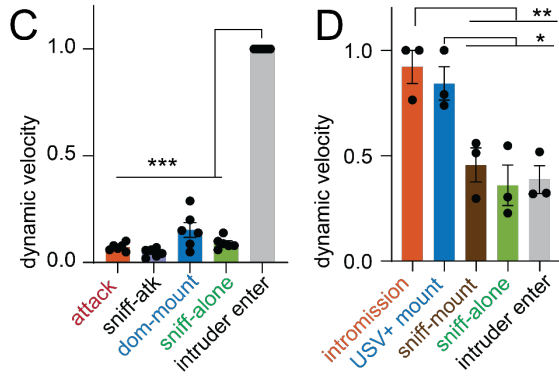 C
dynamic velocity
1.0
0.5
0.0
***
attack
sniff-atk
dom-mount
sniff-alone
intruder enter
D
dynamic velocity
1.0
0.5
0.0
**
*
intromission
USV+ mount
sniff-mount
sniff-alone
intruder enter